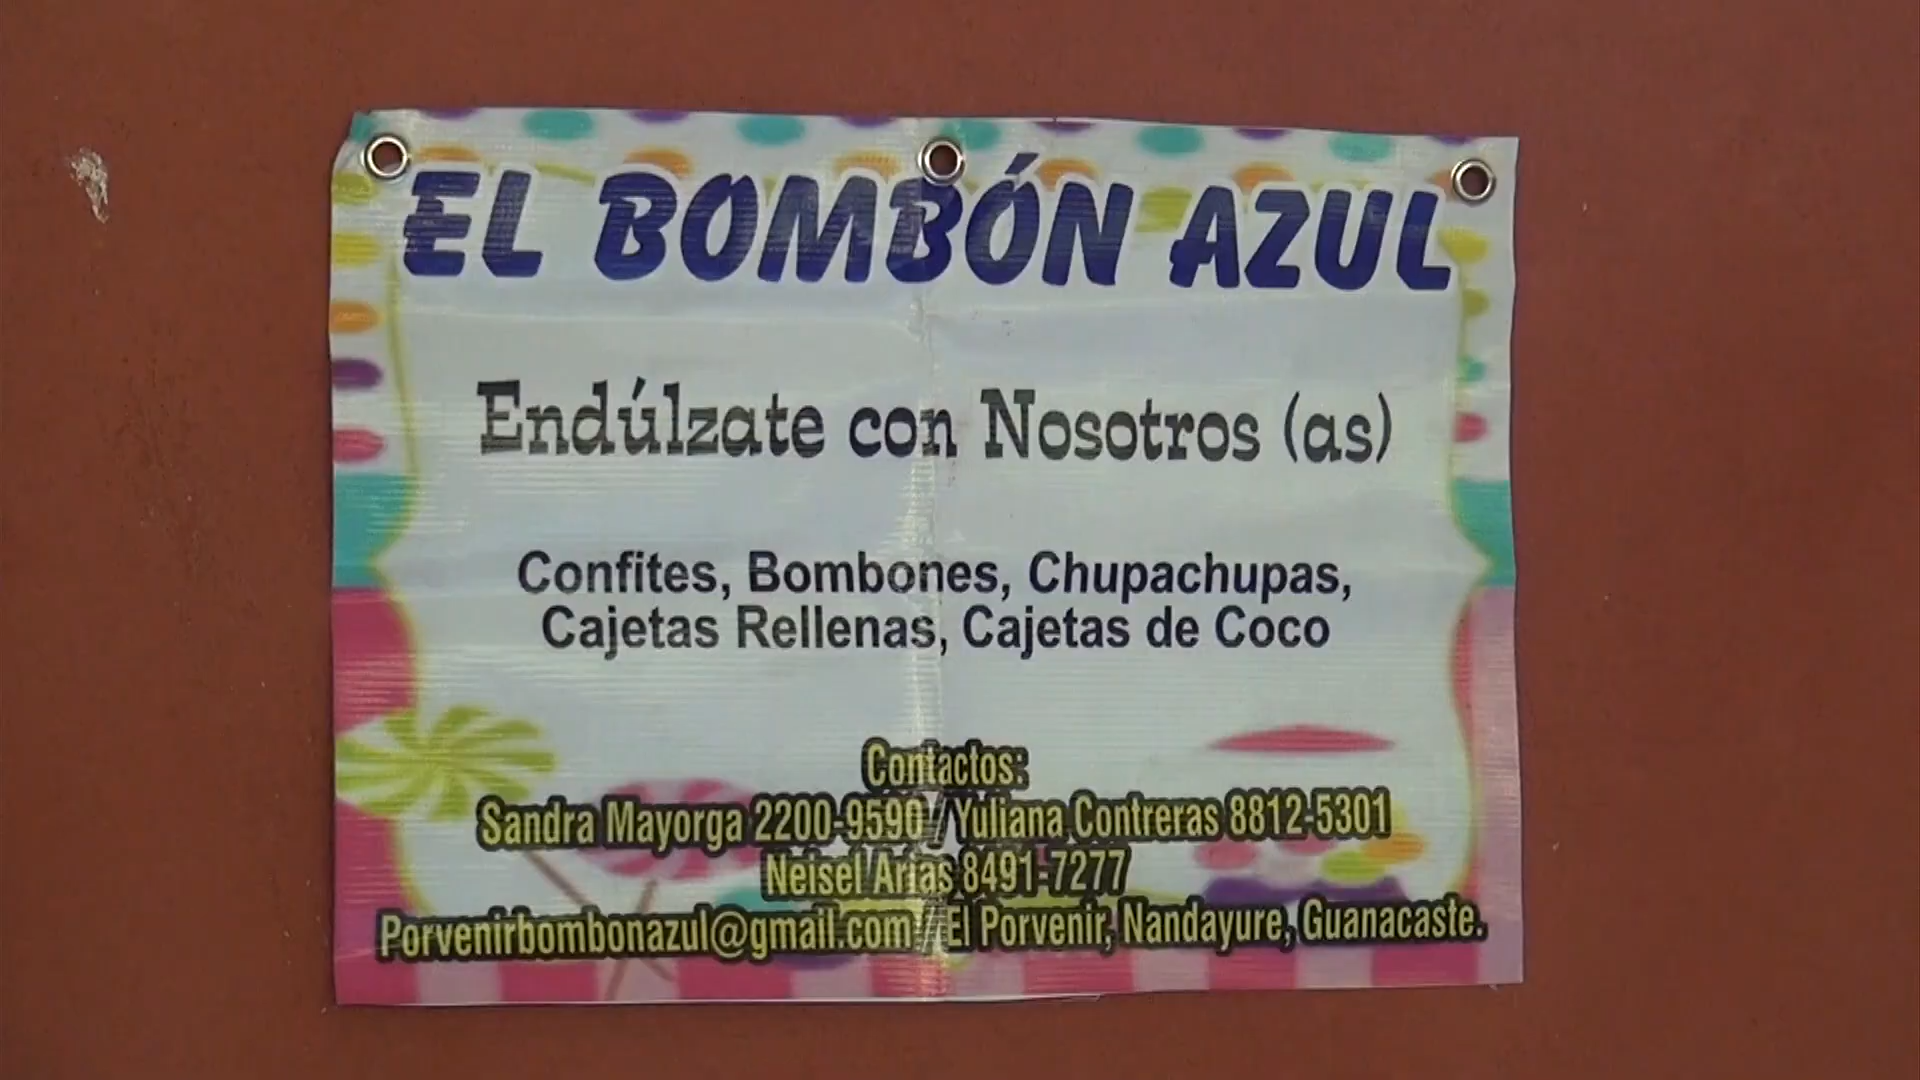 EL BOMBÓN AZUL
Endúlzate con Nosotros (as)
Confites, Bombones, Chupachupas,
Cajetas Rellenas, Cajetas de Coco
Contactos:
Sandra Mayorga 2200-9590 / Yuliana Contreras 8812-5301
Neisel Arias 8491-7277
Porvenirbombonazul@gmail.com / El Porvenir, Nandayure, Guanacaste.